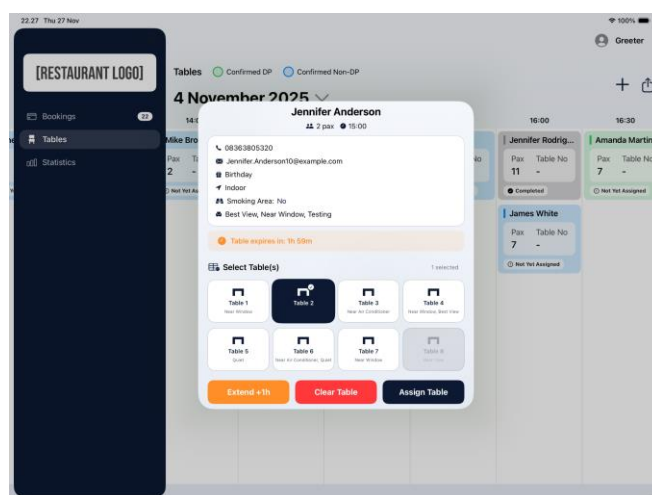 22.27 Thu 27 Nov
100%
Greeter
[RESTAURANT LOGO]
Tables Confirmed DP Confirmed Non-DP
4 November 2025
Bookings 22
Tables
Statistics
16:00
16:30
Mike Bro
Pax
2 -
Jennifer Rodrig...
Pax Table No
11 -
Completed
Amanda Martin
Pax Table No
7 -
Not Yet Assigned
James White
Pax Table No
7 -
Not Yet Assigned
Jennifer Anderson
2 pax 15:00
08363805320
Jennifer.Anderson10@example.com
Birthday
Indoor
Smoking Area: No
Best View, Near Window, Testing
Table expires in: 1h 59m
Select Table(s) 1 selected
Table 1
Near Window
Table 2
Table 3
Near Air Conditioner
Table 4
Near Window, Best View
Table 5
Quiet
Table 6
Near Air Conditioner, Quiet
Table 7
Near Window
Table 8
Extend +1h
Clear Table
Assign Table